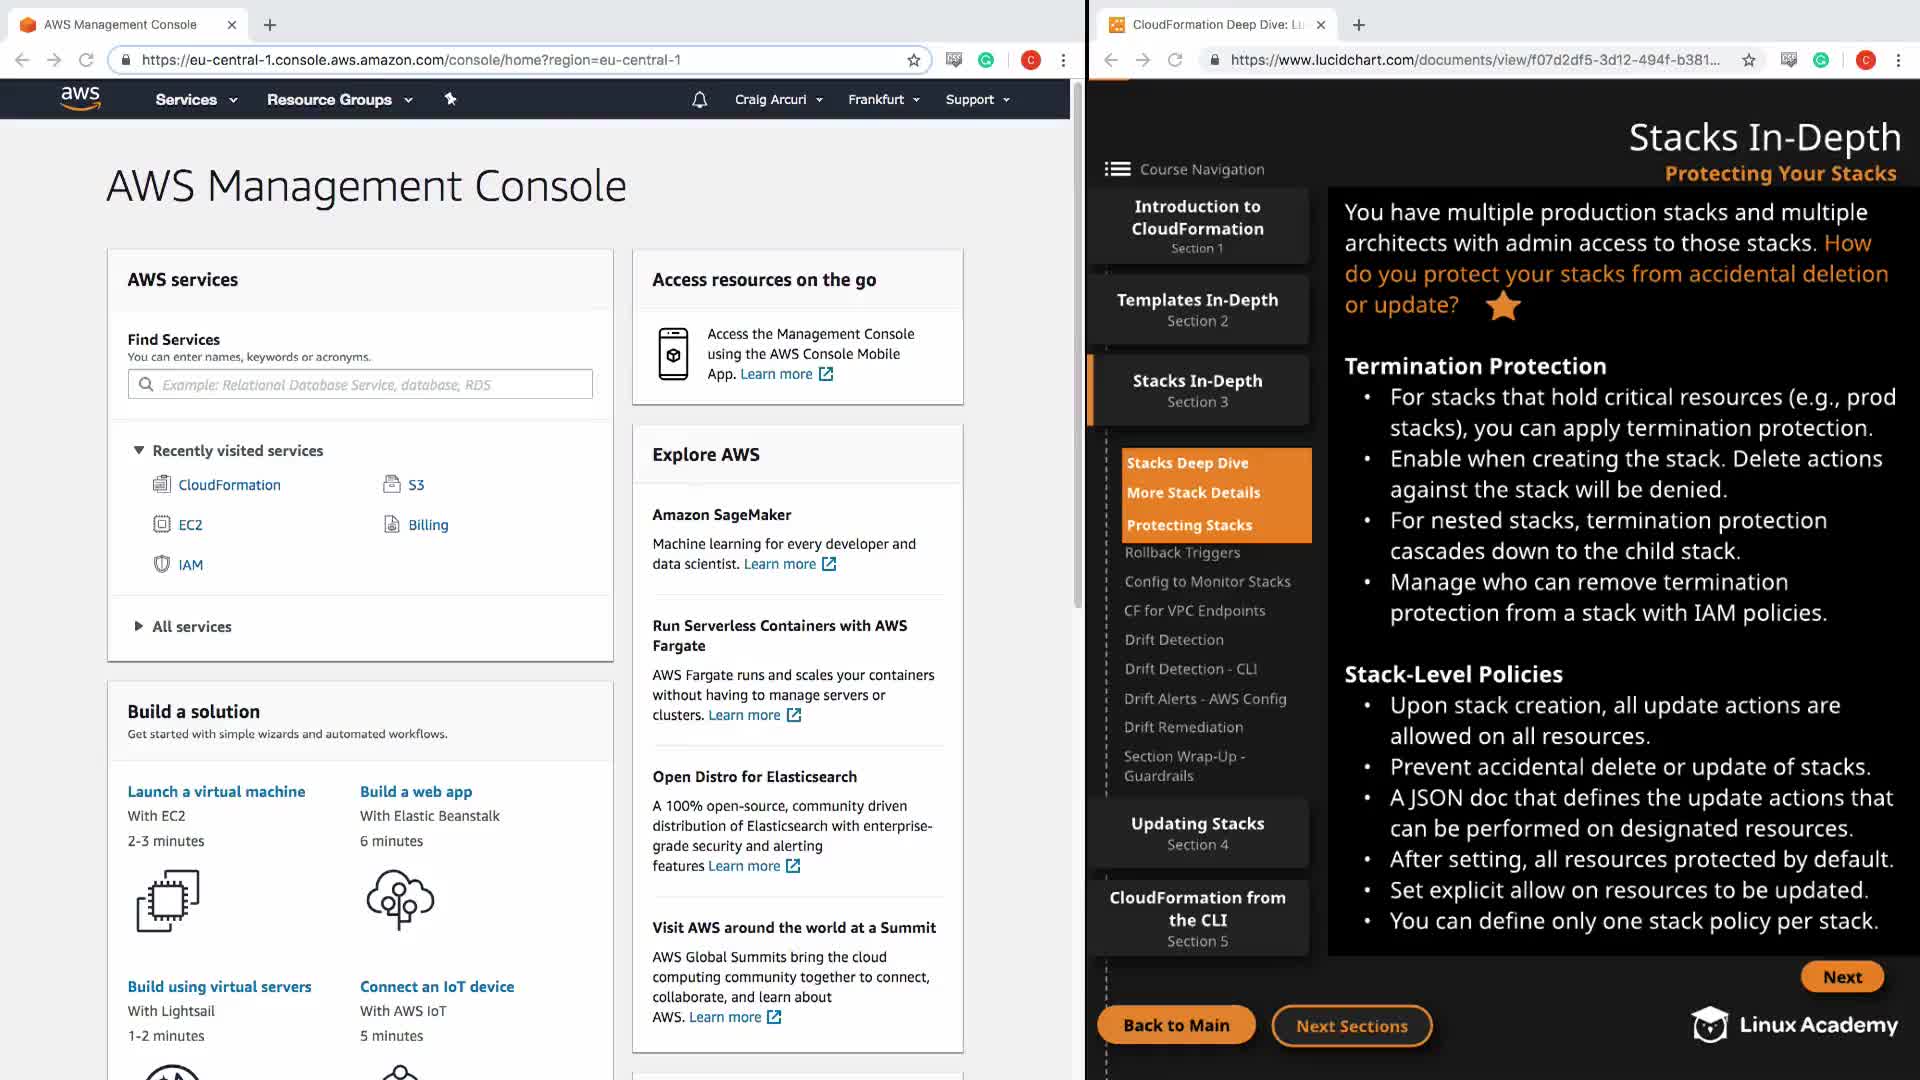 AWS Management Console
https://eu-central-1.console.aws.amazon.com/console/home?region=eu-central-1
C
aws
Services
Resource Groups
Craig Arcuri
Frankfurt
Support
AWS Management Console
AWS services
Find Services
You can enter names, keywords or acronyms.
Example: Relational Database Service, database, RDS
Recently visited services
CloudFormation
S3
EC2
Billing
IAM
All services
Build a solution
Get started with simple wizards and automated workflows.
Launch a virtual machine
With EC2
2-3 minutes
Build a web app
With Elastic Beanstalk
6 minutes
Build using virtual servers
With Lightsail
1-2 minutes
Connect an IoT device
With AWS IoT
5 minutes
Access resources on the go
Access the Management Console
using the AWS Console Mobile
App. Learn more
Explore AWS
Amazon SageMaker
Machine learning for every developer and
data scientist. Learn more
Run Serverless Containers with AWS
Fargate
AWS Fargate runs and scales your containers
without having to manage servers or
clusters. Learn more
Open Distro for Elasticsearch
A 100% open-source, community driven
distribution of Elasticsearch with enterprise-
grade security and alerting
features Learn more
Visit AWS around the world at a Summit
AWS Global Summits bring the cloud
computing community together to connect,
collaborate, and learn about
AWS. Learn more
CloudFormation Deep Dive: Lu
https://www.lucidchart.com/documents/view/f07d2df5-3d12-494f-b381...
C
Stacks In-Depth
Protecting Your Stacks
Course Navigation
Introduction to
CloudFormation
Section 1
Templates In-Depth
Section 2
Stacks In-Depth
Section 3
Stacks Deep Dive
More Stack Details
Protecting Stacks
Rollback Triggers
Config to Monitor Stacks
CF for VPC Endpoints
Drift Detection
Drift Detection - CLI
Drift Alerts - AWS Config
Drift Remediation
Section Wrap-Up -
Guardrails
Updating Stacks
Section 4
CloudFormation from
the CLI
Section 5
You have multiple production stacks and multiple
architects with admin access to those stacks. How
do you protect your stacks from accidental deletion
or update?
Termination Protection
• For stacks that hold critical resources (e.g., prod
stacks), you can apply termination protection.
• Enable when creating the stack. Delete actions
against the stack will be denied.
• For nested stacks, termination protection
cascades down to the child stack.
• Manage who can remove termination
protection from a stack with IAM policies.
Stack-Level Policies
• Upon stack creation, all update actions are
allowed on all resources.
• Prevent accidental delete or update of stacks.
• A JSON doc that defines the update actions that
can be performed on designated resources.
• After setting, all resources protected by default.
• Set explicit allow on resources to be updated.
• You can define only one stack policy per stack.
Next
Back to Main
Next Sections
Linux Academy